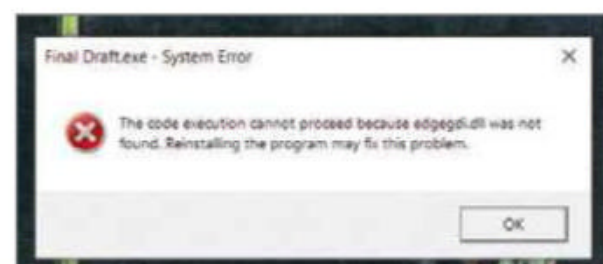 Final Draft.exe - System Error
The code execution cannot proceed because edgegdi.dll was not
found. Reinstalling the program may fix this problem.
OK